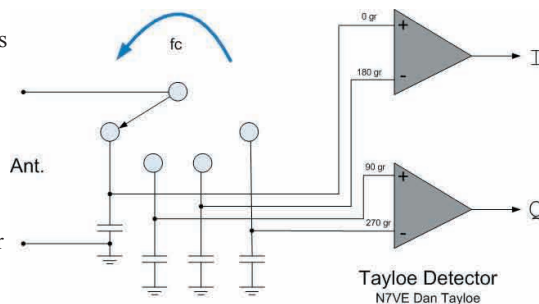 s
fc
0 gr
+
I
180 gr
-
Ant.
90 gr
+
Q
270 gr
-
r
Tayloe Detector
N7VE Dan Tayloe